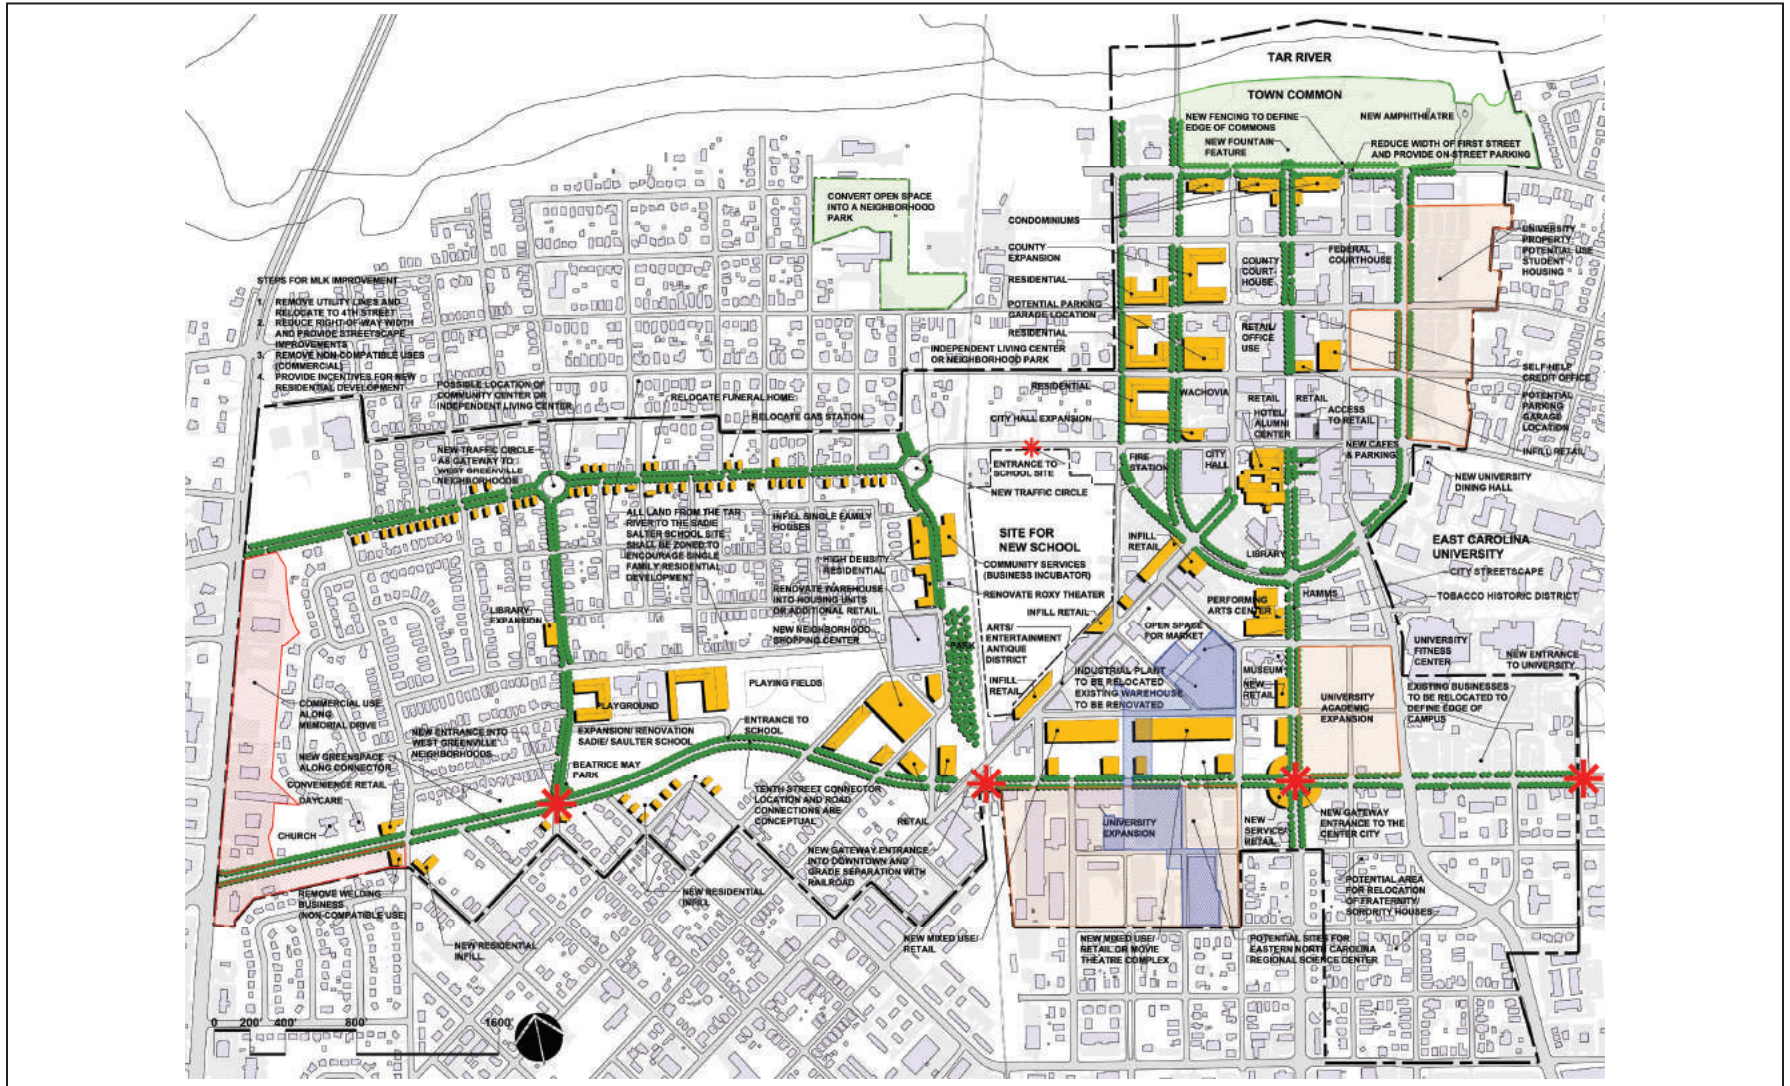 TAR RIVER
TOWN COMMON
NEW FENCING TO DEFINE
EDGE OF COMMONS
NEW AMPHITHEATRE
NEW FOUNTAIN
FEATURE
REDUCE WIDTH OF FIRST STREET
AND PROVIDE ON-STREET PARKING
CONVERT OPEN SPACE
INTO A NEIGHBORHOOD
PARK
CONDOMINIUMS
COUNTY
EXPANSION
RESIDENTIAL
POTENTIAL PARKING
GARAGE LOCATION
RESIDENTIAL
COUNTY
COURT-
HOUSE
FEDERAL
COURTHOUSE
UNIVERSITY
PROPERTY
POTENTIAL USE
STUDENT
HOUSING
STEPS FOR MLK IMPROVEMENT
1. REMOVE UTILITY LINES AND
RELOCATE TO 4TH STREET
2. REDUCE RIGHT-OF-WAY WIDTH
AND PROVIDE STREETSCAPE
IMPROVEMENTS
3. REMOVE NON-COMPATIBLE USES
(COMMERCIAL)
4. PROVIDE INCENTIVES FOR NEW
RESIDENTIAL DEVELOPMENT
RETAIL/
OFFICE
USE
INDEPENDENT LIVING CENTER
OR NEIGHBORHOOD PARK
SELF-HELP
CREDIT OFFICE
POTENTIAL
PARKING
GARAGE
LOCATION
INFILL RETAIL
POSSIBLE LOCATION OF
COMMUNITY CENTER OR
INDEPENDENT LIVING CENTER
RELOCATE FUNERAL HOME
RELOCATE GAS STATION
RESIDENTIAL
WACHOVIA
RETAIL
RETAIL
CITY HALL EXPANSION
HOTEL/
ALUMNI
CENTER
ACCESS
TO RETAIL
NEW CAFES
& PARKING
NEW TRAFFIC CIRCLE
AS GATEWAY TO
WEST GREENVILLE
NEIGHBORHOODS
ENTRANCE TO
SCHOOL SITE
NEW TRAFFIC CIRCLE
FIRE
STATION
CITY
HALL
NEW UNIVERSITY
DINING HALL
ALL LAND FROM THE TAR
RIVER TO THE SADIE
SALTER SCHOOL SITE
SHALL BE ZONED TO
ENCOURAGE SINGLE
FAMILY RESIDENTIAL
DEVELOPMENT
INFILL SINGLE FAMILY
HOUSES
SITE FOR
NEW SCHOOL
INFILL
RETAIL
LIBRARY
EAST CAROLINA
UNIVERSITY
HIGH DENSITY
RESIDENTIAL
COMMUNITY SERVICES
(BUSINESS INCUBATOR)
CITY STREETSCAPE
RENOVATE WAREHOUSE
INTO HOUSING UNITS
OR ADDITIONAL RETAIL
RENOVATE ROXY THEATER
TOBACCO HISTORIC DISTRICT
LIBRARY
EXPANSION
INFILL RETAIL
PERFORMING
ARTS CENTER
HAMMS
NEW NEIGHBORHOOD
SHOPPING CENTER
PARK
ARTS/
ENTERTAINMENT
ANTIQUE
DISTRICT
OPEN SPACE
FOR MARKET
UNIVERSITY
FITNESS
CENTER
NEW ENTRANCE
TO UNIVERSITY
INFILL
RETAIL
INDUSTRIAL PLANT
TO BE RELOCATED
EXISTING WAREHOUSE
TO BE RENOVATED
MUSEUM
NEW
RETAIL
UNIVERSITY
ACADEMIC
EXPANSION
EXISTING BUSINESSES
TO BE RELOCATED TO
DEFINE EDGE OF
CAMPUS
PLAYING FIELDS
PLAYGROUND
COMMERCIAL USE
ALONG
MEMORIAL DRIVE
EXPANSION/ RENOVATION
SADIE/ SAULTER SCHOOL
ENTRANCE TO
SCHOOL
NEW ENTRANCE INTO
WEST GREENVILLE
NEIGHBORHOODS
NEW GREENSPACE
ALONG CONNECTOR
BEATRICE MAY
PARK
CONVENIENCE RETAIL
DAYCARE
TENTH STREET CONNECTOR
LOCATION AND ROAD
CONNECTIONS ARE
CONCEPTUAL
CHURCH
RETAIL
UNIVERSITY
EXPANSION
NEW
SERVICE/
RETAIL
NEW GATEWAY
ENTRANCE TO THE
CENTER CITY
NEW GATEWAY ENTRANCE
INTO DOWNTOWN AND
GRADE SEPARATION WITH
RAILROAD
REMOVE WELDING
BUSINESS
(NON-COMPATIBLE USE)
NEW RESIDENTIAL
INFILL
POTENTIAL AREA
FOR RELOCATION
OF FRATERNITY/
SORORITY HOUSES
NEW RESIDENTIAL
INFILL
NEW MIXED USE/
RETAIL
NEW MIXED USE/
RETAIL OR MOVIE
THEATRE COMPLEX
POTENTIAL SITES FOR
EASTERN NORTH CAROLINA
REGIONAL SCIENCE CENTER
0 200' 400' 800' 1600'